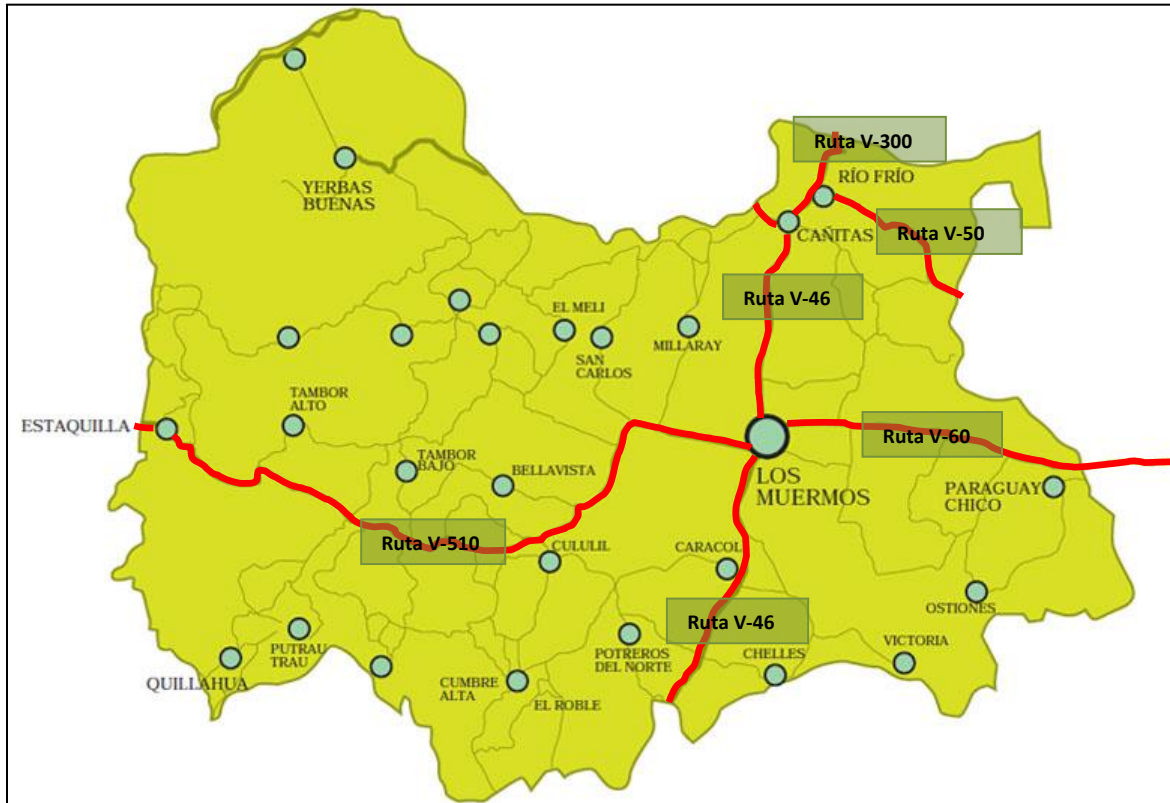 Ruta V-300
RÍO FRÍO
YERBAS
BUENAS
CAÑITAS
Ruta V-50
Ruta V-46
EL MELI
SAN
CARLOS
MILLARAY
TAMBOR
ALTO
ESTAQUILLA
Ruta V-60
TAMBOR
BAJO
BELLAVISTA
LOS
MUERMOS
PARAGUAY
CHICO
Ruta V-510
CULULIL
CARACOL
OSTIONES
Ruta V-46
PUTRAU
TRAU
QUILLAHUA
POTREROS
DEL NORTE
CHELLES
VICTORIA
CUMBRE
ALTA
EL ROBLE